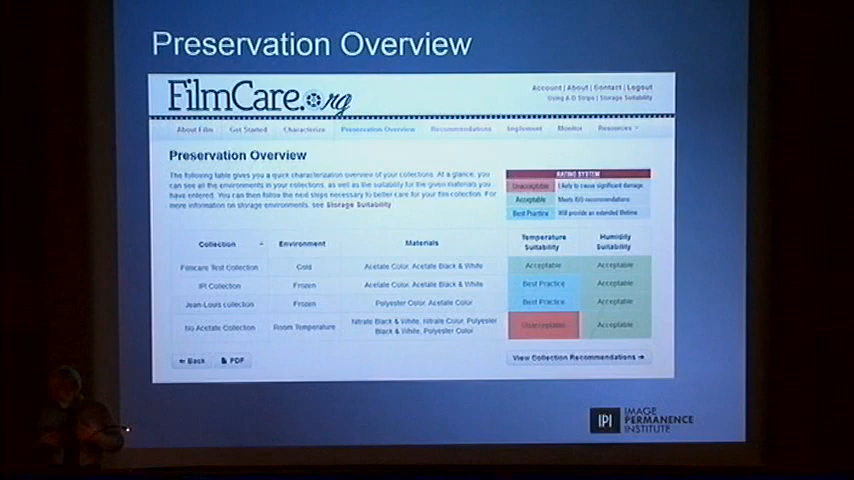 Preservation Overview
FilmCare.org
Account | About | Contact | Logout
Using A-D Strips | Storage Suitability
About Film Get Started Characterize Preservation Overview Recommendations Implement Monitor Resources
Preservation Overview
The following table gives you a quick characterization overview of your collections. At a glance, you
can see all the environments in your collections, as well as the suitability for the given materials you
have entered. You can then follow the next steps necessary to better care for your film collection. For
more information on storage environments, see Storage Suitability
RATING SYSTEM
Unacceptable Likely to cause significant damage
Acceptable Meets ISO recommendations
Best Practice Will provide an extended lifetime
Collection Environment Materials Temperature Suitability Humidity Suitability
Filmcare Test Collection Cold Acetate Color, Acetate Black & White Acceptable Acceptable
IPI Collection Frozen Acetate Color, Acetate Black & White Best Practice Acceptable
Jean-Louis collection Frozen Polyester Color, Acetate Color Best Practice Acceptable
No Acetate Collection Room Temperature Nitrate Black & White, Nitrate Color, Polyester Black & White, Polyester Color Unacceptable Acceptable
Back PDF View Collection Recommendations
IPI IMAGE
PERMANENCE
INSTITUTE